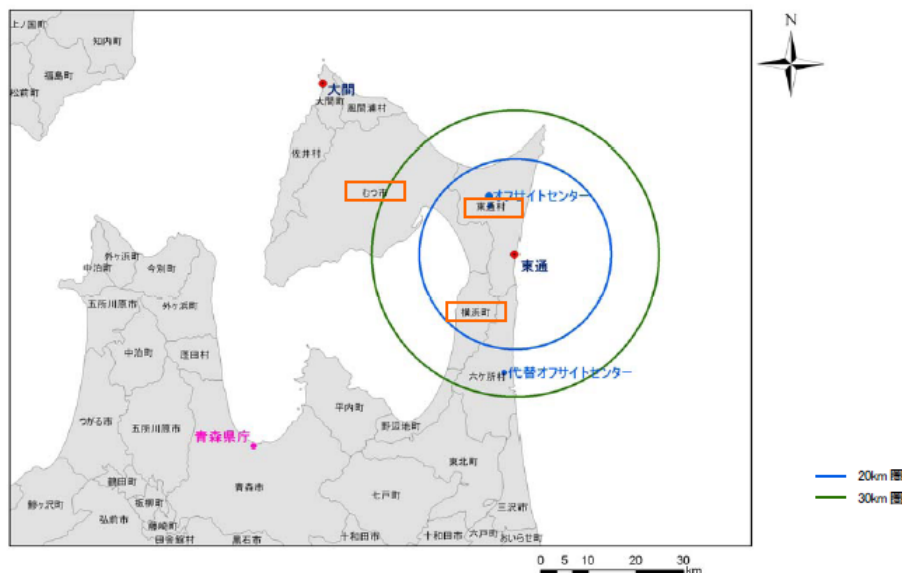 上ノ国町
知内町
福島町
松前町
N
大間
大間町
風間浦村
佐井村
むつ市
オフサイトセンター
東通村
東通
横浜町
代替オフサイトセンター
六ケ所村
外ヶ浜町
中泊町
今別町
五所川原市
外ヶ浜町
中泊町
蓬田村
平内町
野辺地町
つがる市
五所川原市
青森県庁
東北町
鶴田町
青森市
七戸町
鰺ヶ沢町
板柳町
三沢市
弘前市
藤崎町
田舎館村
黒石市
十和田市
十和田市
六戸町
おいらせ町
20km 圏
30km 圏
0 5 10 20 30
km